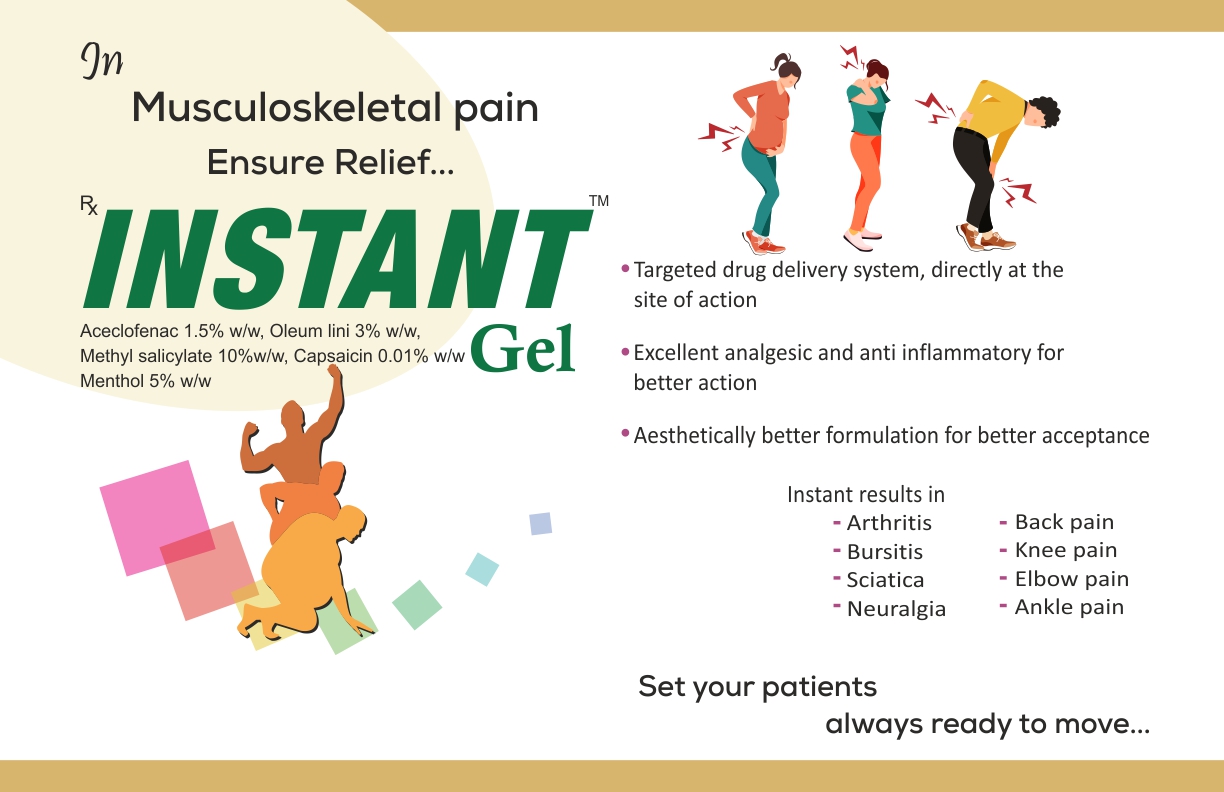 In
Musculoskeletal pain
Ensure Relief...
Rx INSTANT TM
Aceclofenac 1.5% w/w, Oleum lini 3% w/w,
Methyl salicylate 10%w/w, Capsaicin 0.01% w/w
Menthol 5% w/w
Gel
•Targeted drug delivery system, directly at the
site of action
•Excellent analgesic and anti inflammatory for
better action
•Aesthetically better formulation for better acceptance
Instant results in
- Arthritis
- Bursitis
- Sciatica
- Neuralgia
- Back pain
- Knee pain
- Elbow pain
- Ankle pain
Set your patients
always ready to move...